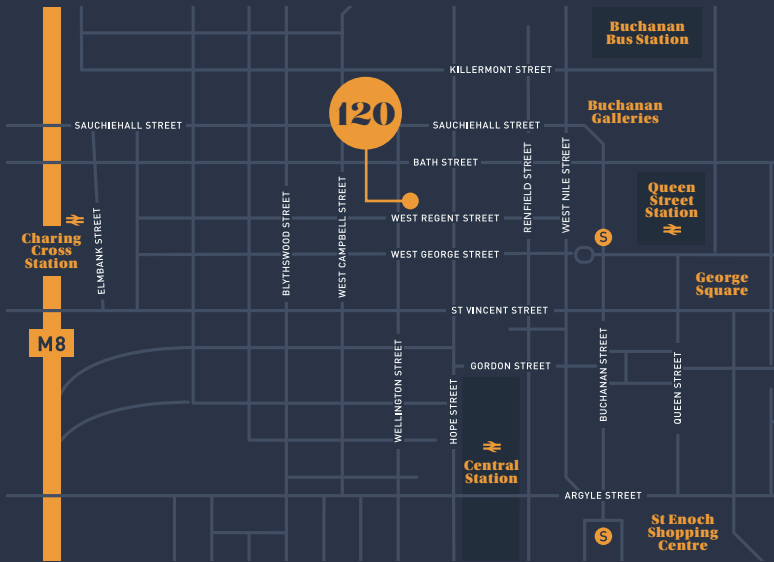 Buchanan
Bus Station
KILLERMONT STREET
Buchanan
Galleries
120
SAUCHIEHALL STREET
SAUCHIEHALL STREET
BATH STREET
RENFIELD STREET
WEST NILE STREET
Queen
Street
Station
BLYTHSWOOD STREET
WEST CAMPBELL STREET
ELMBANK STREET
WEST REGENT STREET
Charing
Cross
Station
S
WEST GEORGE STREET
George
Square
ST VINCENT STREET
M8
WELLINGTON STREET
HOPE STREET
GORDON STREET
BUCHANAN STREET
QUEEN STREET
Central
Station
ARGYLE STREET
S
St Enoch
Shopping
Centre